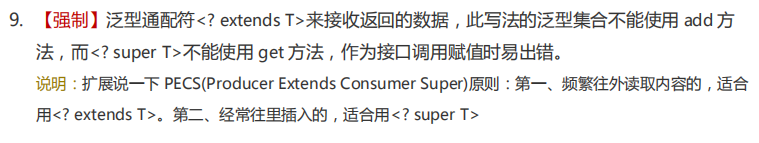 9. 【强制】泛型通配符<? extends T>来接收返回的数据，此写法的泛型集合不能使用 add 方
法，而<? super T>不能使用 get 方法，作为接口调用赋值时易出错。
说明：扩展说一下 PECS(Producer Extends Consumer Super)原则：第一、频繁往外读取内容的，适合
用<? extends T>。第二、经常往里插入的，适合用<? super T>